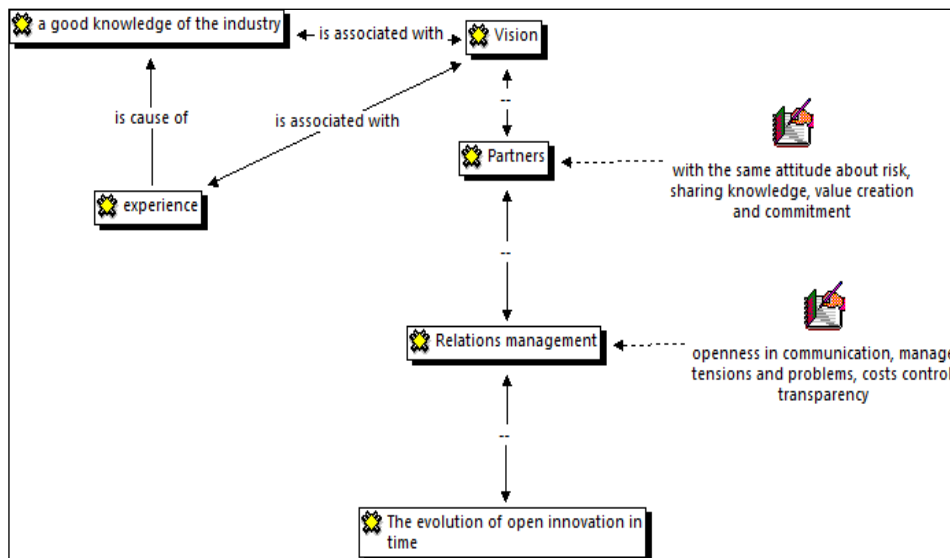 a good knowledge of the industry
is associated with
Vision
is cause of
is associated with
--
Partners
with the same attitude about risk,
sharing knowledge, value creation
and commitment
experience
--
Relations management
openness in communication, manage
tensions and problems, costs control
transparency
--
The evolution of open innovation in
time